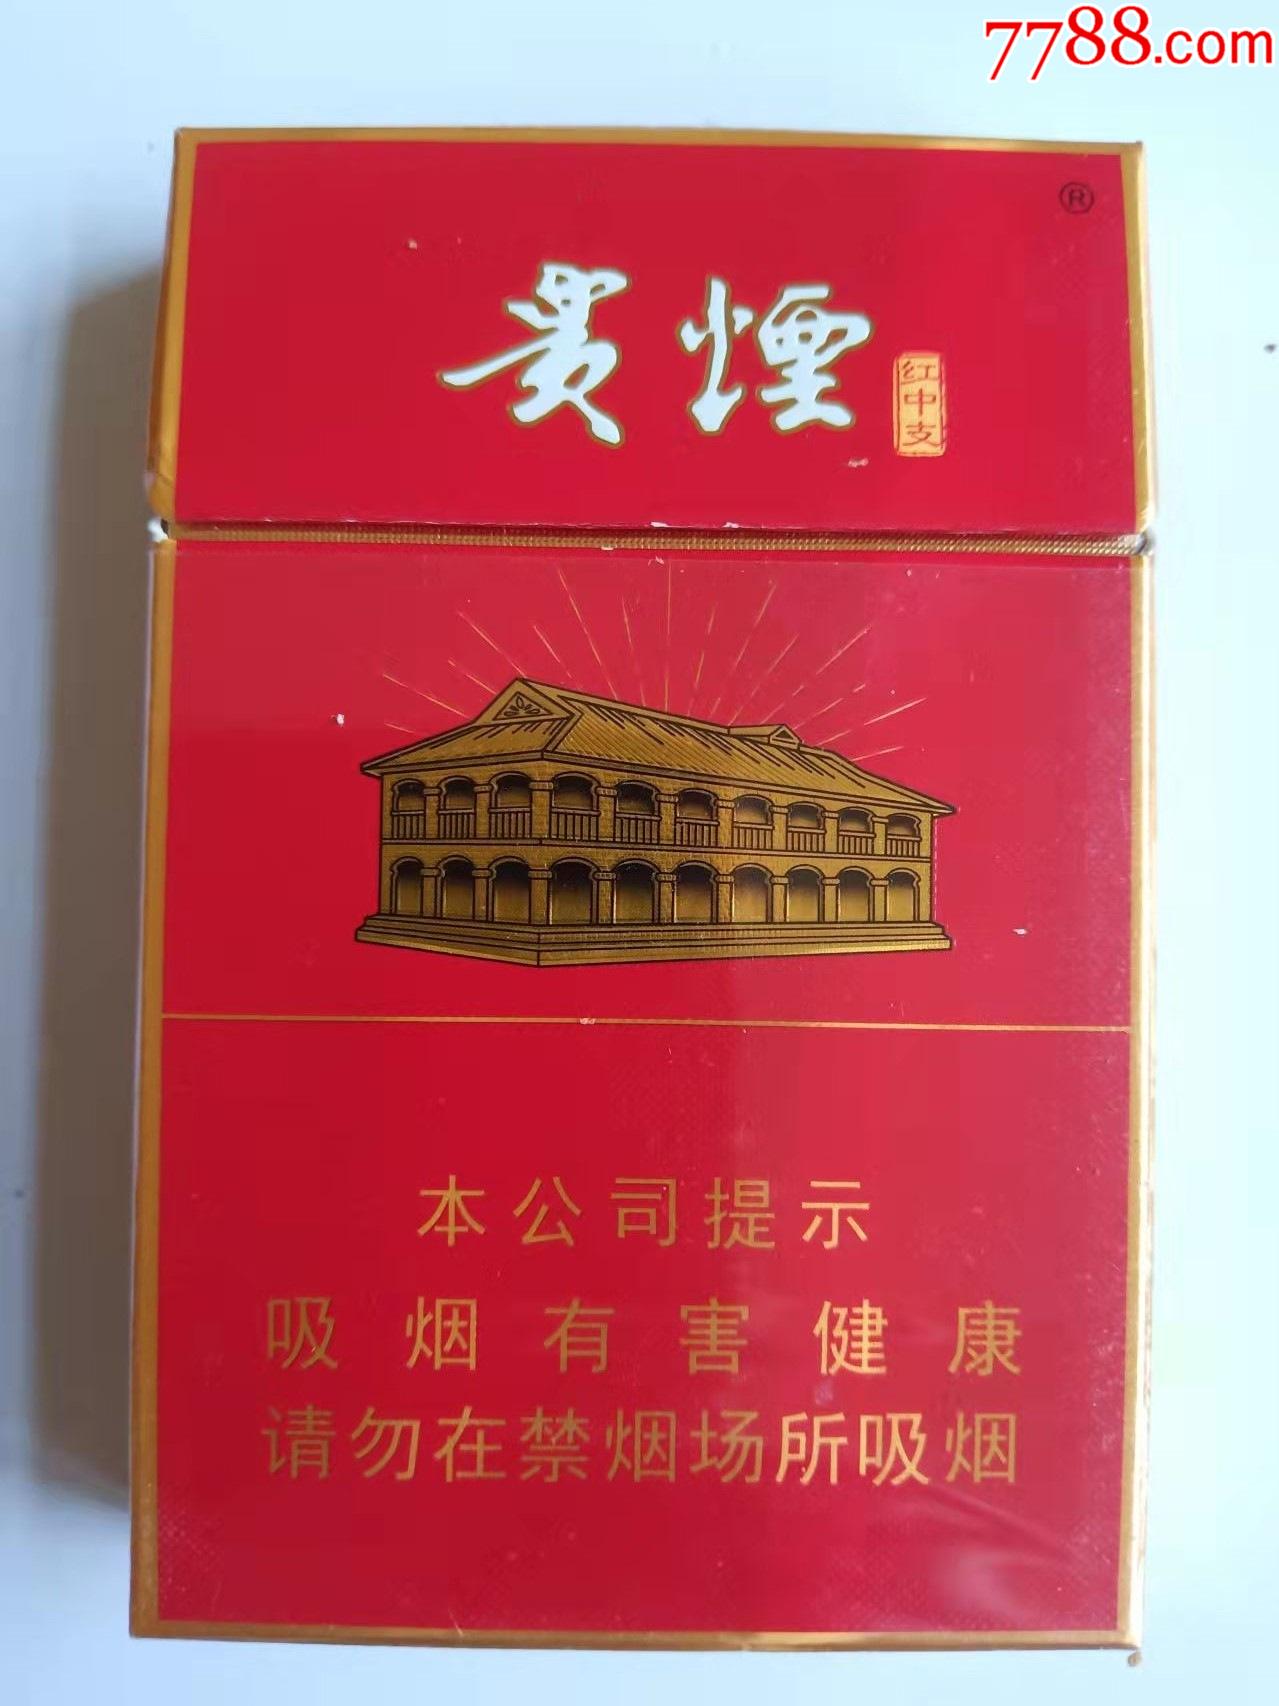 7788.com
®
贵煙
红中支
本公司提示
吸烟有害健康
请勿在禁烟场所吸烟